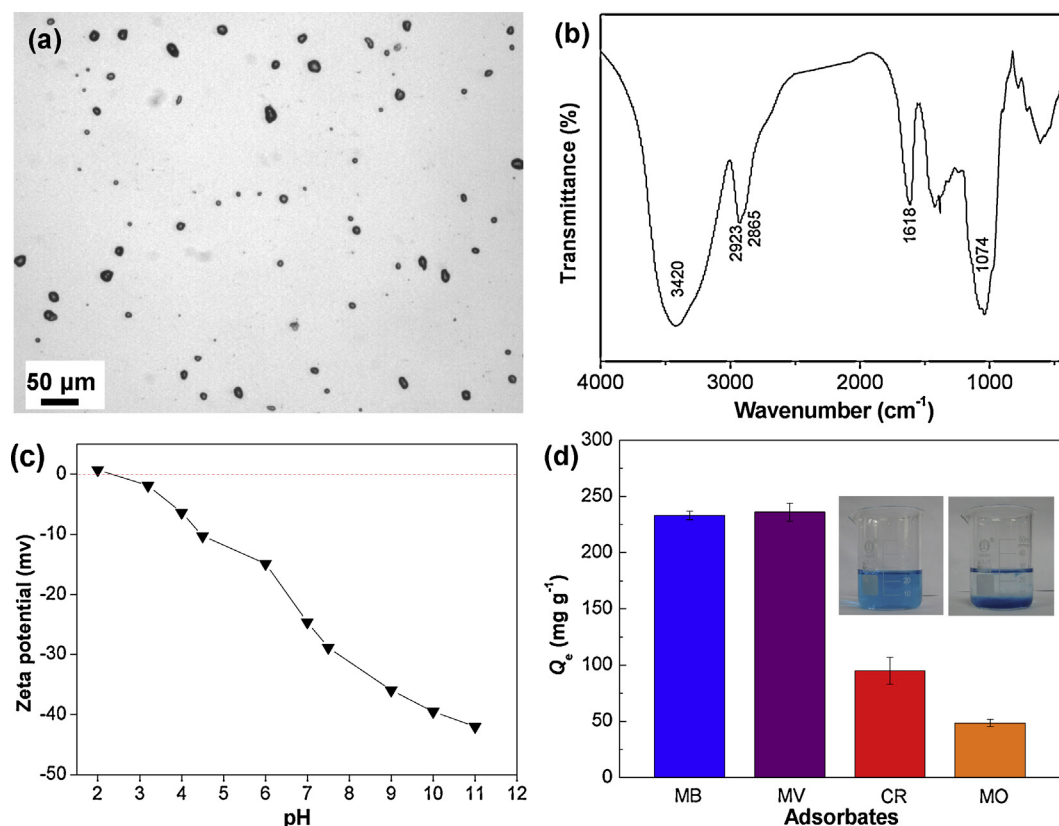 (a)
50 µm
(b)
Transmittance (%)
3420
2923
2865
1618
1074
4000
3000
2000
1000
Wavenumber (cm⁻¹)
(c)
Zeta potential (mv)
0
-10
-20
-30
-40
-50
2 3 4 5 6 7 8 9 10 11 12
pH
(d)
Qe (mg g⁻¹)
300
250
200
150
100
50
0
MB MV CR MO
Adsorbates